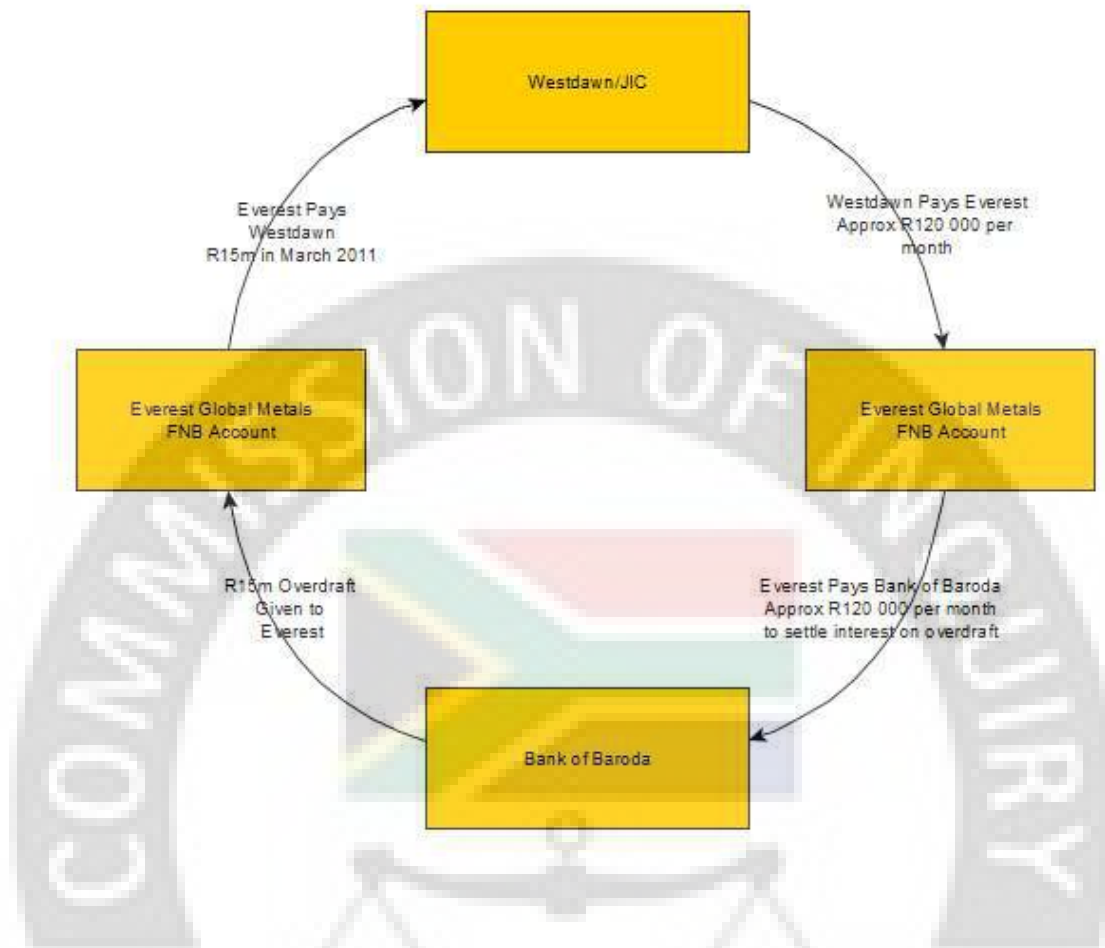 Westdawn/JIC
Everest Pays
Westdawn
R15m in March 2011
Westdawn Pays Everest
Approx R120 000 per
month
Everest Global Metals
FNB Account
Everest Global Metals
FNB Account
R15m Overdraft
Given to
Everest
Everest Pays Bank of Baroda
Approx R120 000 per month
to settle interest on overdraft
Bank of Baroda
COMMISSION OF INQUIRY